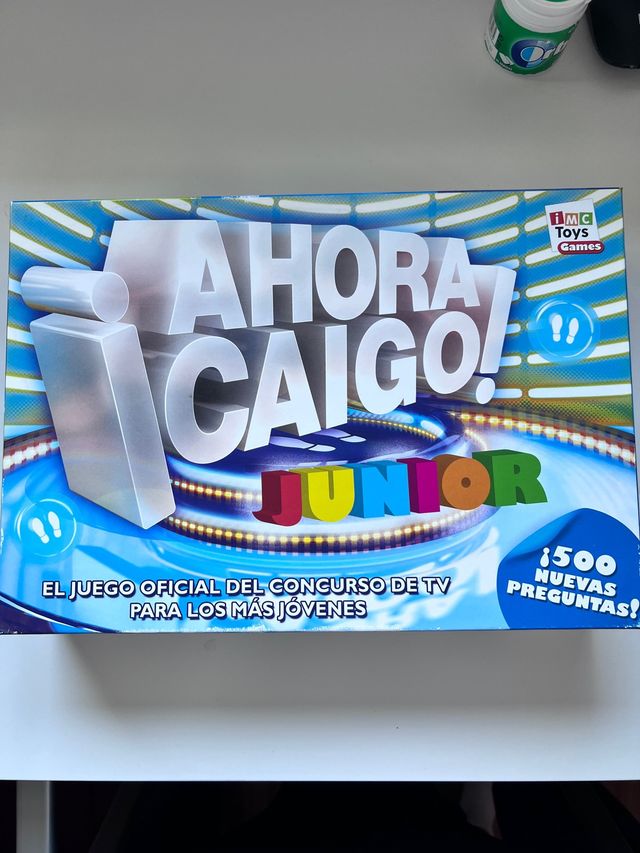 iMC
Toys
Games
¡AHORA
CAIGO!
JUNIOR
¡500
NUEVAS
PREGUNTAS!
EL JUEGO OFICIAL DEL CONCURSO DE TV
PARA LOS MÁS JÓVENES